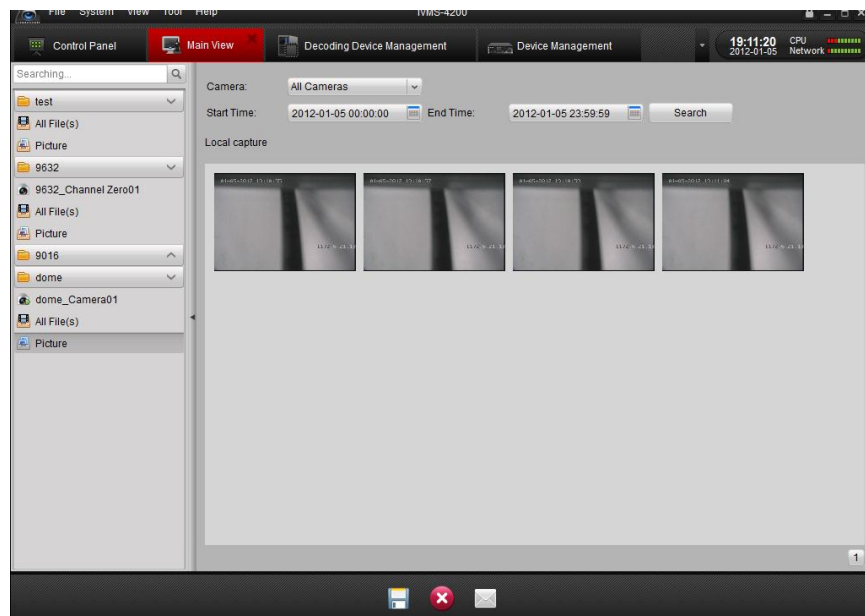 File System View Tool Help iVMS-4200
Control Panel Main View Decoding Device Management Device Management 19:11:20 CPU
2012-01-05 Network
Searching...
test
All File(s)
Picture
9632
9632_Channel Zero01
All File(s)
Picture
9016
dome
dome_Camera01
All File(s)
Picture
Camera: All Cameras
Start Time: 2012-01-05 00:00:00 End Time: 2012-01-05 23:59:59 Search
Local capture
1